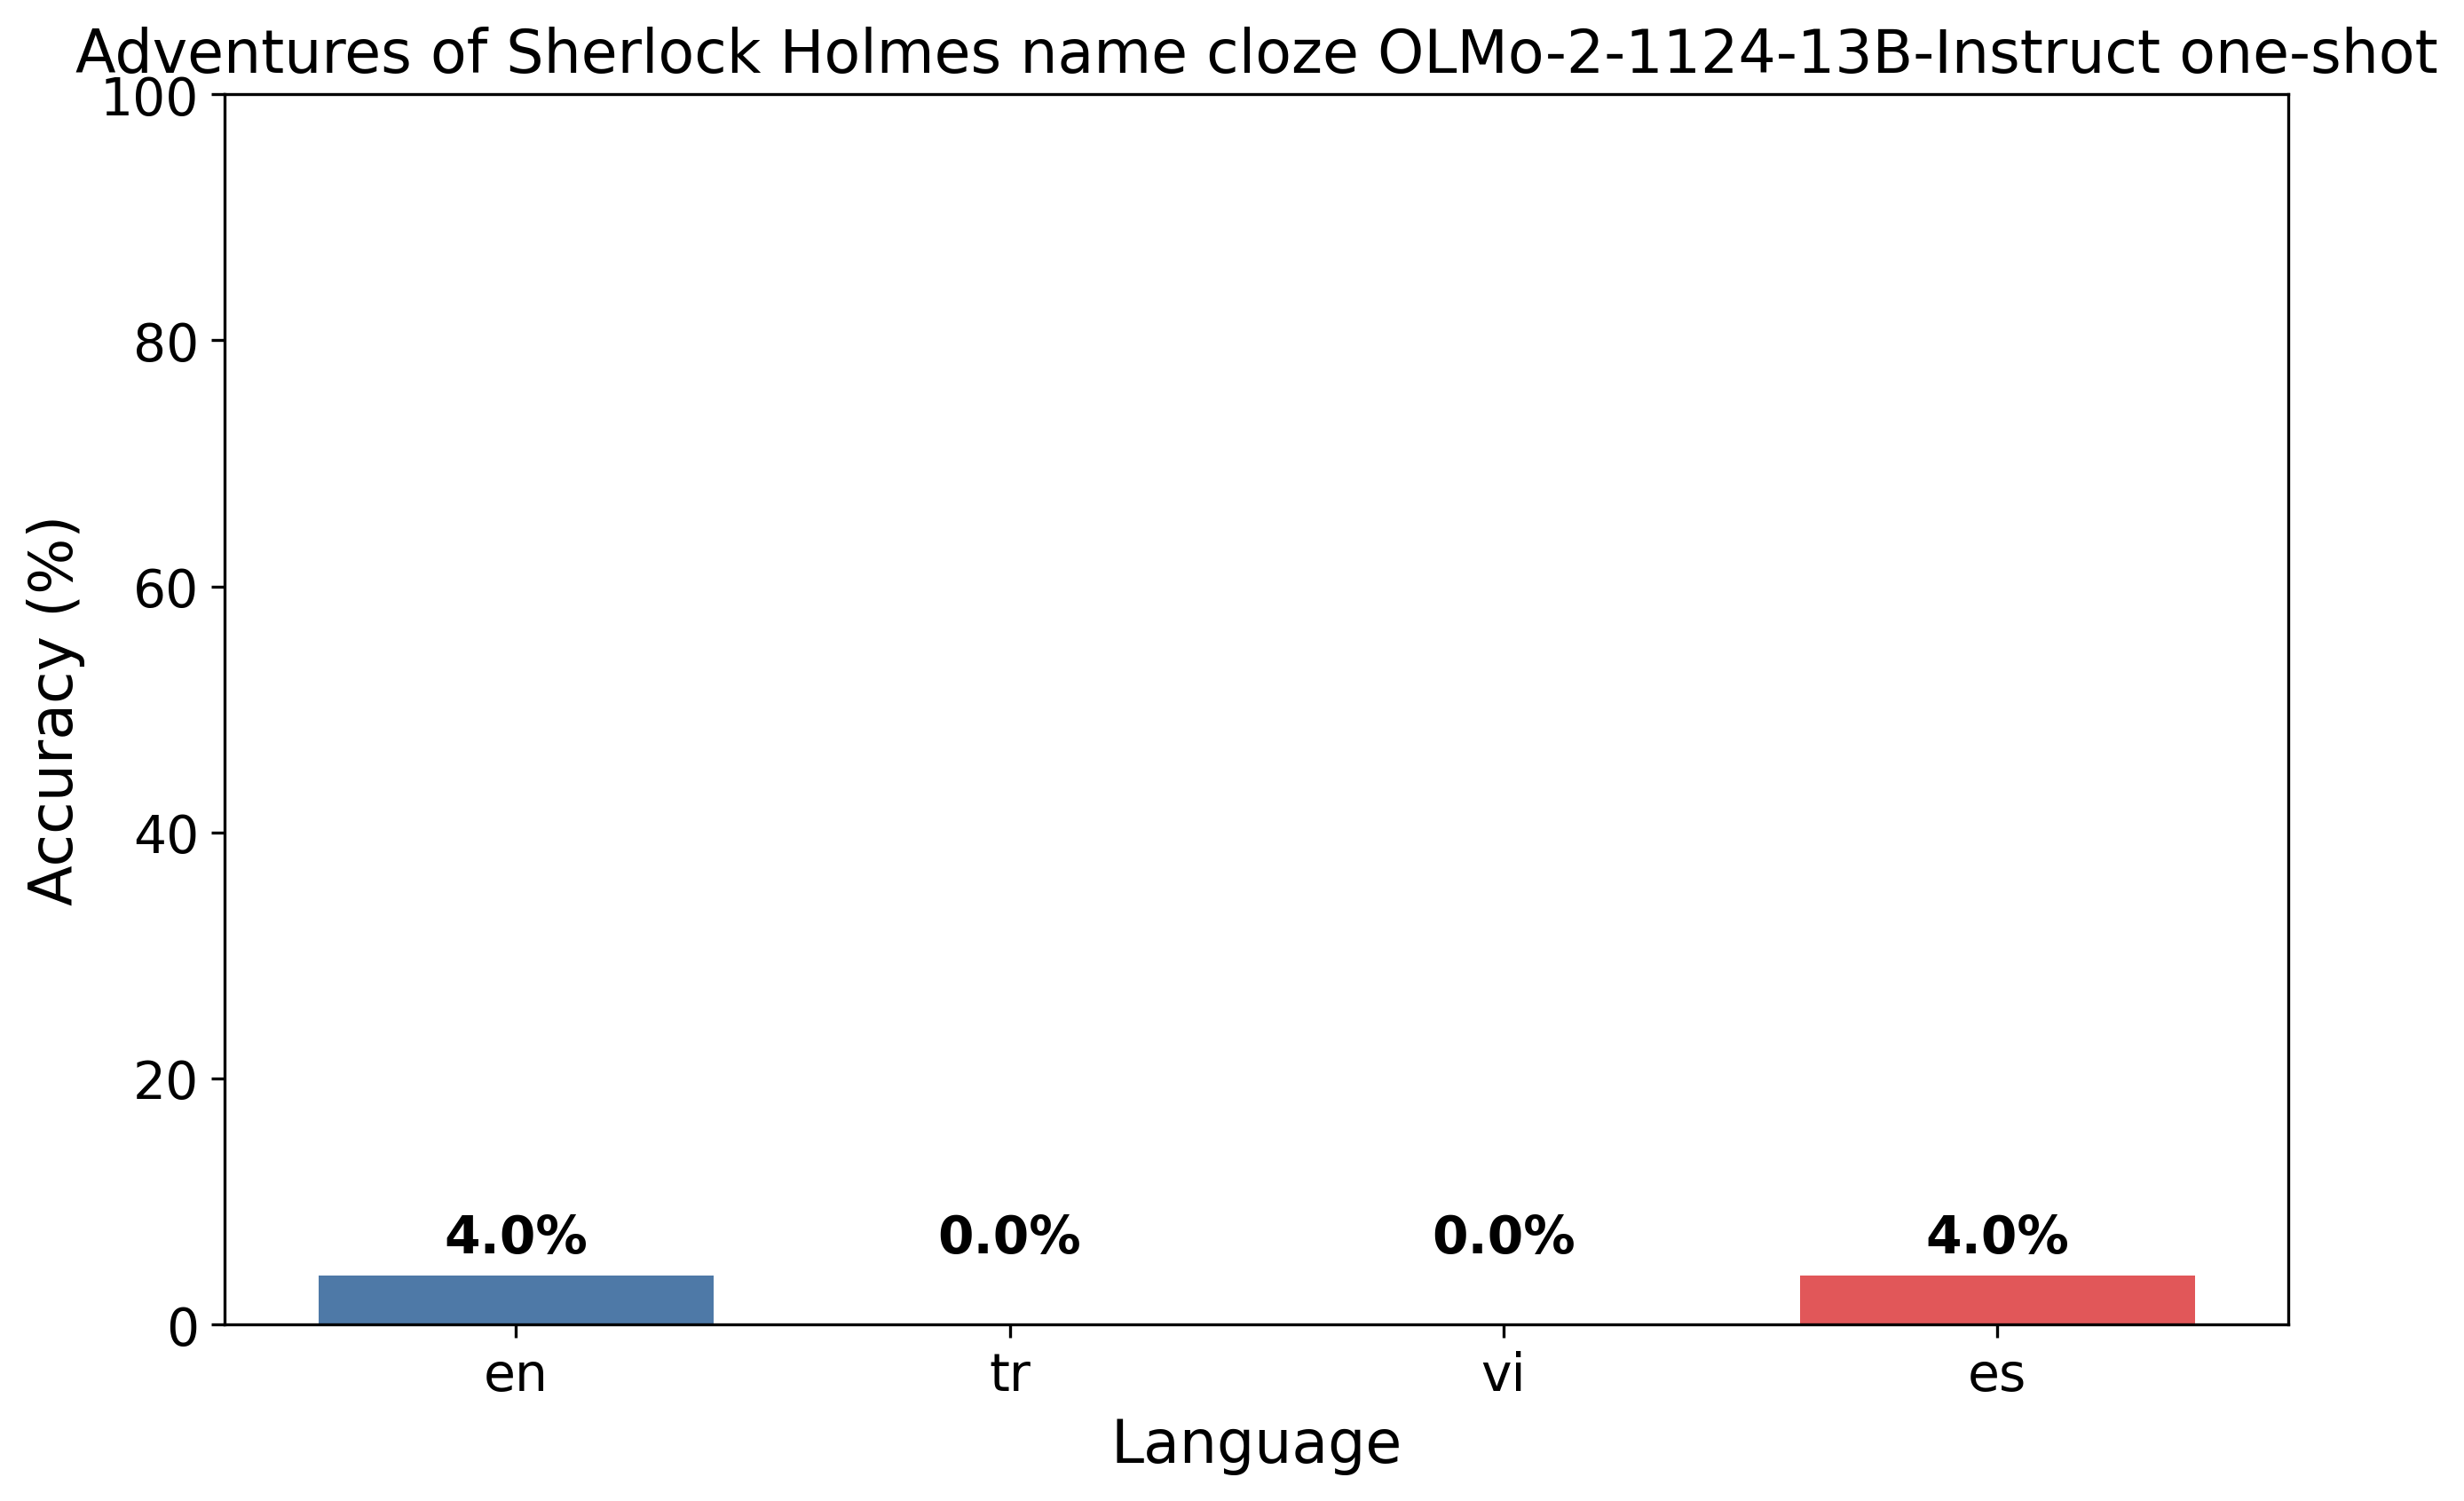 Adventures of Sherlock Holmes name cloze OLMo-2-1124-13B-Instruct one-shot
100
80
60
40
20
0
Accuracy (%)
4.0%
0.0%
0.0%
4.0%
en
tr
vi
es
Language